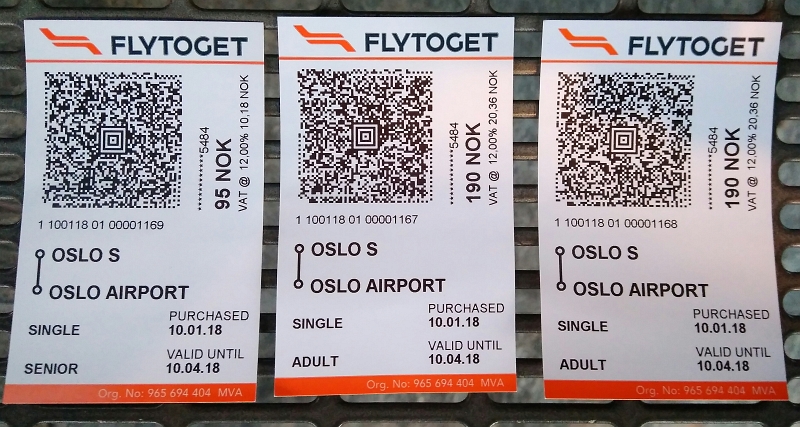 FLYTOGET
**********5484
95 NOK
VAT @ 12,00% 10,18 NOK
1 100118 01 00001169
OSLO S
OSLO AIRPORT
PURCHASED
SINGLE 10.01.18
VALID UNTIL
SENIOR 10.04.18
Org. No: 965 694 404 MVA
FLYTOGET
**********5484
190 NOK
VAT @ 12,00% 20,36 NOK
1 100118 01 00001167
OSLO S
OSLO AIRPORT
PURCHASED
SINGLE 10.01.18
VALID UNTIL
ADULT 10.04.18
Org. No: 965 694 404 MVA
FLYTOGET
**********5484
190 NOK
VAT @ 12,00% 20,36 NOK
1 100118 01 00001168
OSLO S
OSLO AIRPORT
PURCHASED
SINGLE 10.01.18
VALID UNTIL
ADULT 10.04.18
Org. No: 965 694 404 MVA